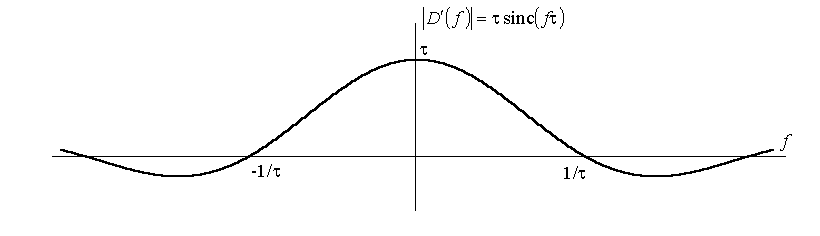 |D'(f)| = τ sinc(fτ)
τ
f
-1/τ
1/τ